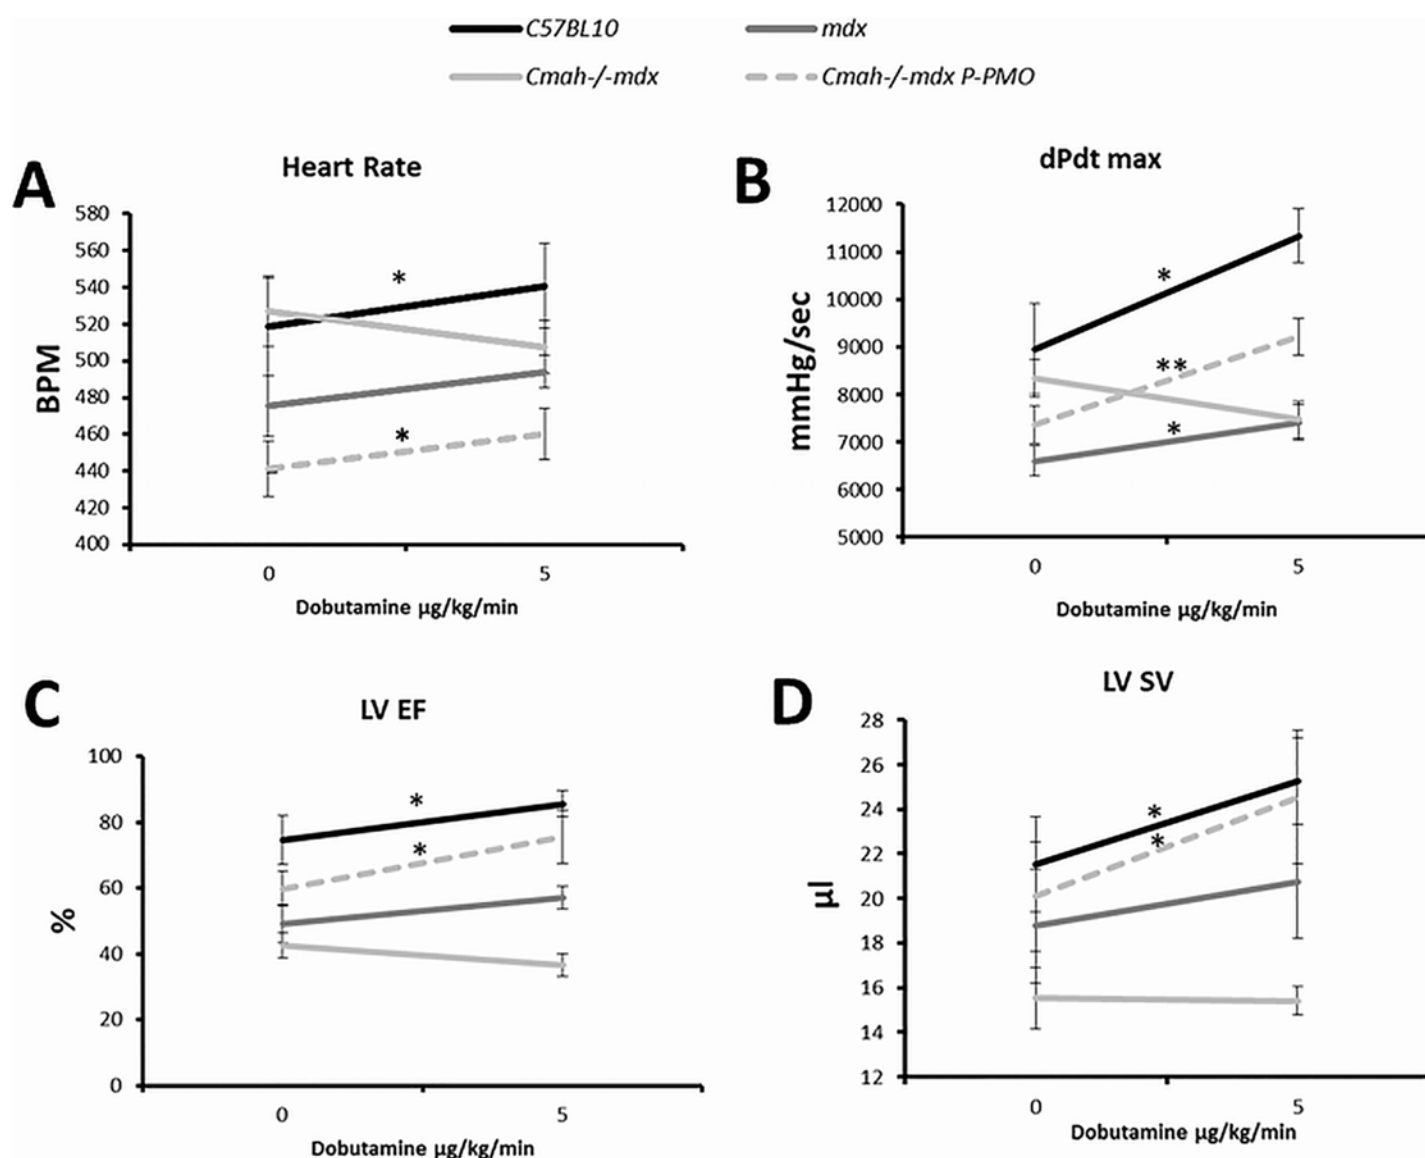 C57BL10 mdx
Cmah-/-mdx Cmah-/-mdx P-PMO
A
Heart Rate
BPM
580
560
540
520
500
480
460
440
420
400
*
*
0 5
Dobutamine µg/kg/min
B
dPdt max
mmHg/sec
12000
11000
10000
9000
8000
7000
6000
5000
*
**
*
0 5
Dobutamine µg/kg/min
C
LV EF
%
100
80
60
40
20
0
*
*
0 5
Dobutamine µg/kg/min
D
LV SV
µl
28
26
24
22
20
18
16
14
12
*
*
0 5
Dobutamine µg/kg/min